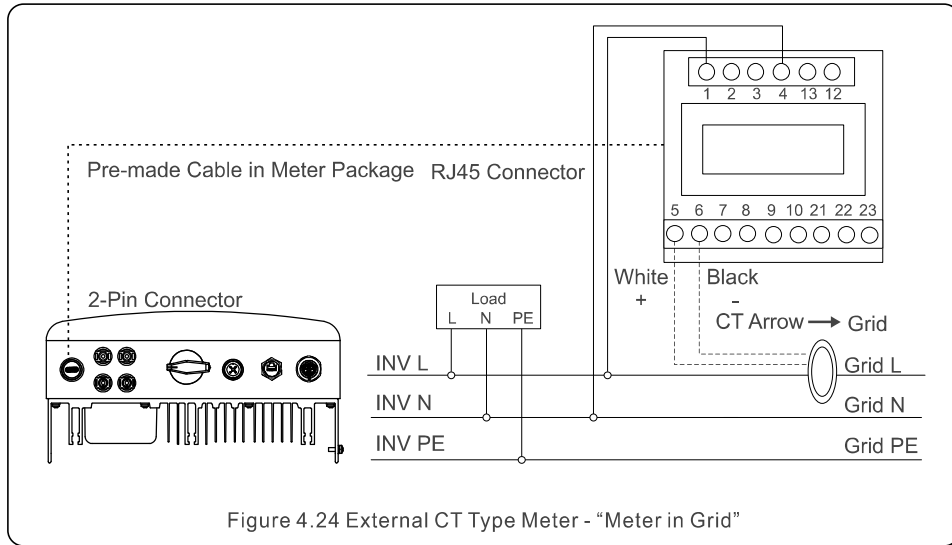 1 2 3 4 13 12
Pre-made Cable in Meter Package RJ45 Connector
5 6 7 8 9 10 21 22 23
White Black
+ -
2-Pin Connector
Load
L N PE
CT Arrow → Grid
INV L Grid L
INV N Grid N
INV PE Grid PE
Figure 4.24 External CT Type Meter - “Meter in Grid”